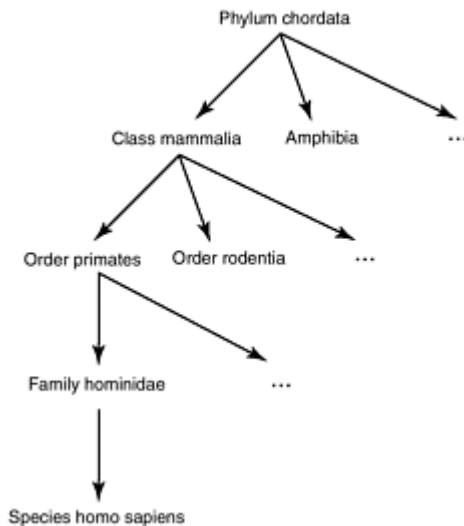 Phylum chordata
Class mammalia
Amphibia
...
Order primates
Order rodentia
...
Family hominidae
...
Species homo sapiens